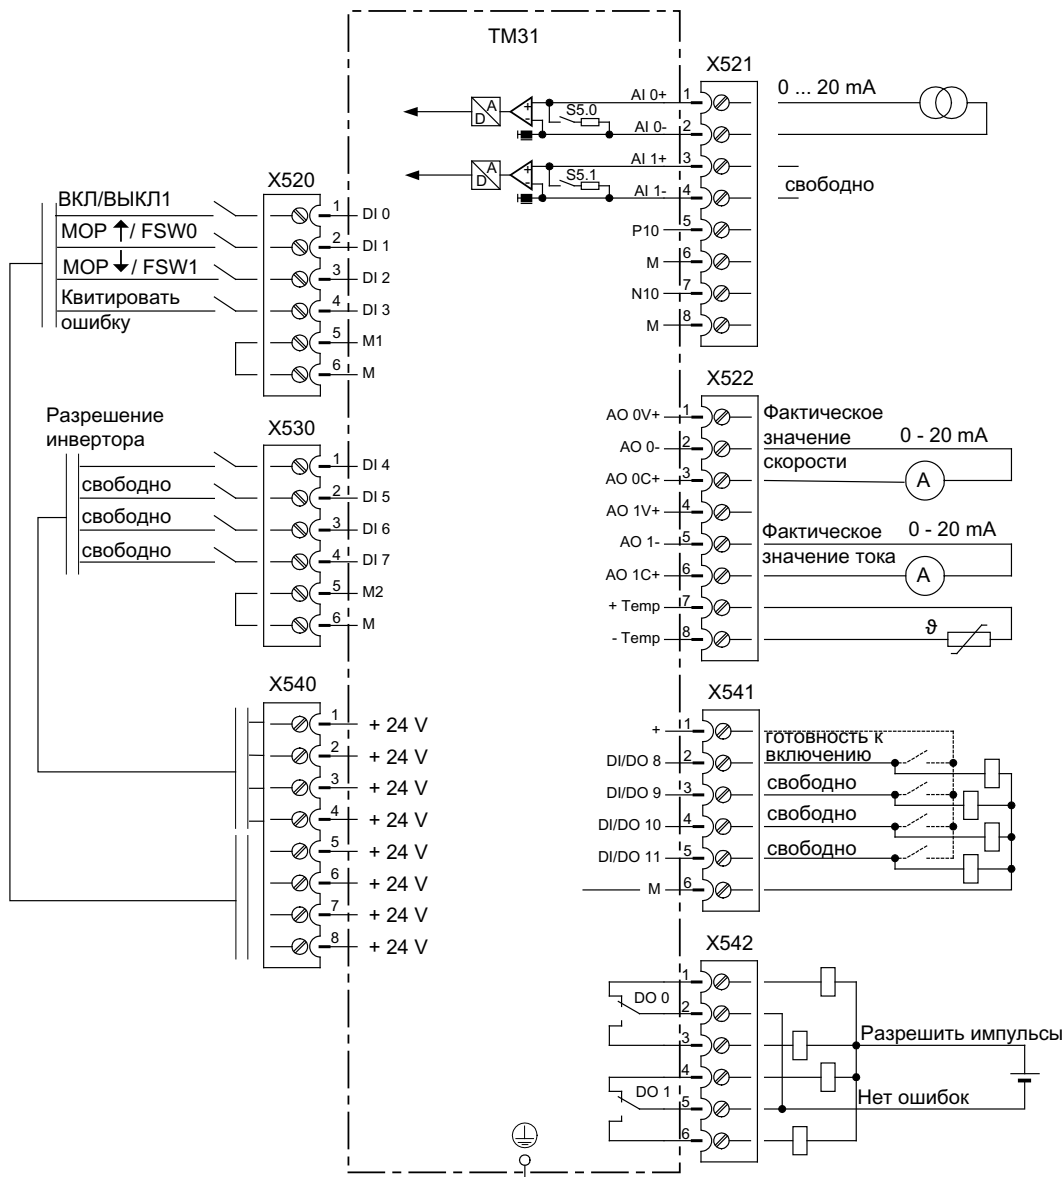 TM31
X521
AI 0+ 1 0 ... 20 mA
S5.0
A
D
+
-
AI 0- 2
AI 1+ 3
S5.1
A
D
+
-
AI 1- 4 свободно
P10 5
M 6
N10 7
M 8
X520
ВКЛ/ВЫКЛ1 1 DI 0
МОР / FSW0 2 DI 1
МОР / FSW1 3 DI 2
Квитировать
ошибку
4 DI 3
5 M1
6 M
X522
AO 0V+ 1 Фактическое
AO 0- 2 значение 0 - 20 mA
AO 0C+ 3 скорости A
AO 1V+ 4
AO 1- 5 Фактическое 0 - 20 mA
значение тока
AO 1C+ 6 A
+ Temp 7
- Temp 8 ϑ
Разрешение
инвертора
X530
1 DI 4
свободно 2 DI 5
свободно 3 DI 6
свободно 4 DI 7
5 M2
6 M
X540
1 + 24 V
2 + 24 V
3 + 24 V
4 + 24 V
5 + 24 V
6 + 24 V
7 + 24 V
8 + 24 V
X541
+ 1
готовность к
DI/DO 8 2 включению
DI/DO 9 3 свободно
DI/DO 10 4 свободно
DI/DO 11 5 свободно
M 6
X542
1
DO 0 2
3 Разрешить импульсы
4
DO 1 5 Нет ошибок
6